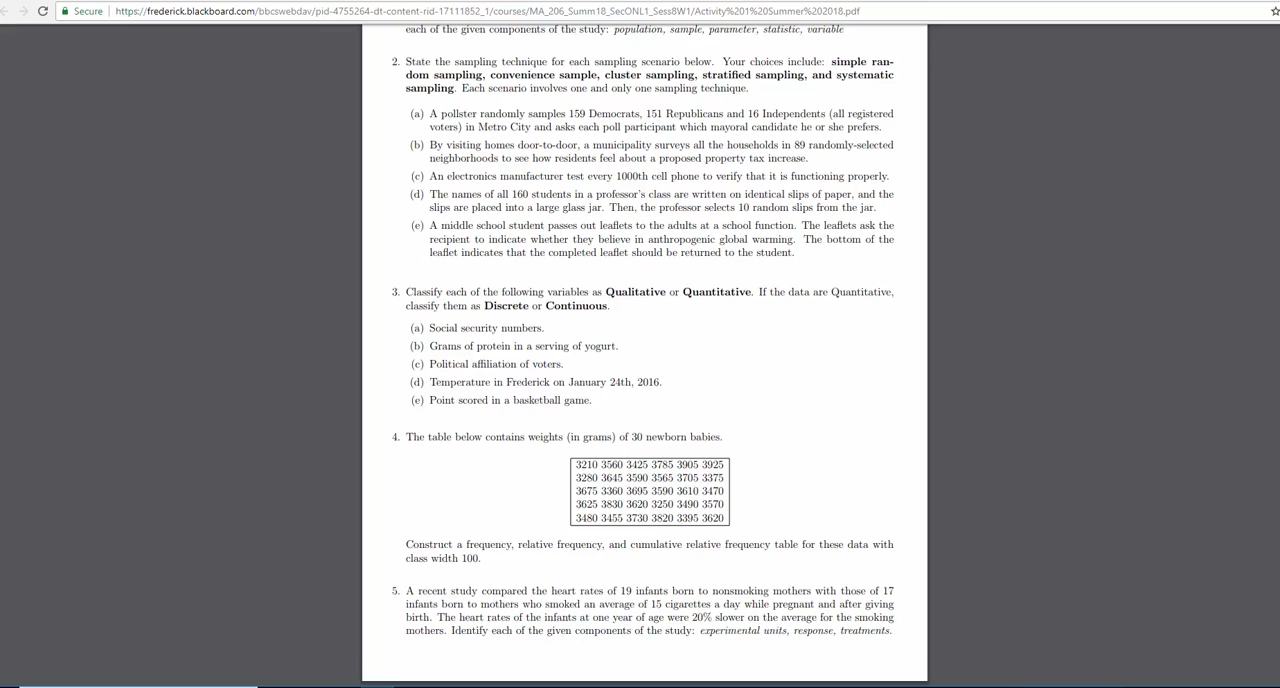 Secure | https://frederick.blackboard.com/bbcswebdav/pid-4755264-dt-content-rid-17111852_1/courses/MA_206_Summ18_SecONL1_Sess8W1/Activity%201%20Summer%202018.pdf
each of the given components of the study: population, sample, parameter, statistic, variable
2. State the sampling technique for each sampling scenario below. Your choices include: simple ran-
dom sampling, convenience sample, cluster sampling, stratified sampling, and systematic
sampling. Each scenario involves one and only one sampling technique.
(a) A pollster randomly samples 159 Democrats, 151 Republicans and 16 Independents (all registered
voters) in Metro City and asks each poll participant which mayoral candidate he or she prefers.
(b) By visiting homes door-to-door, a municipality surveys all the households in 89 randomly-selected
neighborhoods to see how residents feel about a proposed property tax increase.
(c) An electronics manufacturer test every 1000th cell phone to verify that it is functioning properly.
(d) The names of all 160 students in a professor's class are written on identical slips of paper, and the
slips are placed into a large glass jar. Then, the professor selects 10 random slips from the jar.
(e) A middle school student passes out leaflets to the adults at a school function. The leaflets ask the
recipient to indicate whether they believe in anthropogenic global warming. The bottom of the
leaflet indicates that the completed leaflet should be returned to the student.
3. Classify each of the following variables as Qualitative or Quantitative. If the data are Quantitative,
classify them as Discrete or Continuous.
(a) Social security numbers.
(b) Grams of protein in a serving of yogurt.
(c) Political affiliation of voters.
(d) Temperature in Frederick on January 24th, 2016.
(e) Point scored in a basketball game.
4. The table below contains weights (in grams) of 30 newborn babies.
3210 3560 3425 3785 3905 3925
3280 3645 3590 3565 3705 3375
3675 3360 3695 3590 3610 3470
3625 3830 3620 3250 3490 3570
3480 3455 3730 3820 3395 3620
Construct a frequency, relative frequency, and cumulative relative frequency table for these data with
class width 100.
5. A recent study compared the heart rates of 19 infants born to nonsmoking mothers with those of 17
infants born to mothers who smoked an average of 15 cigarettes a day while pregnant and after giving
birth. The heart rates of the infants at one year of age were 20% slower on the average for the smoking
mothers. Identify each of the given components of the study: experimental units, response, treatments.